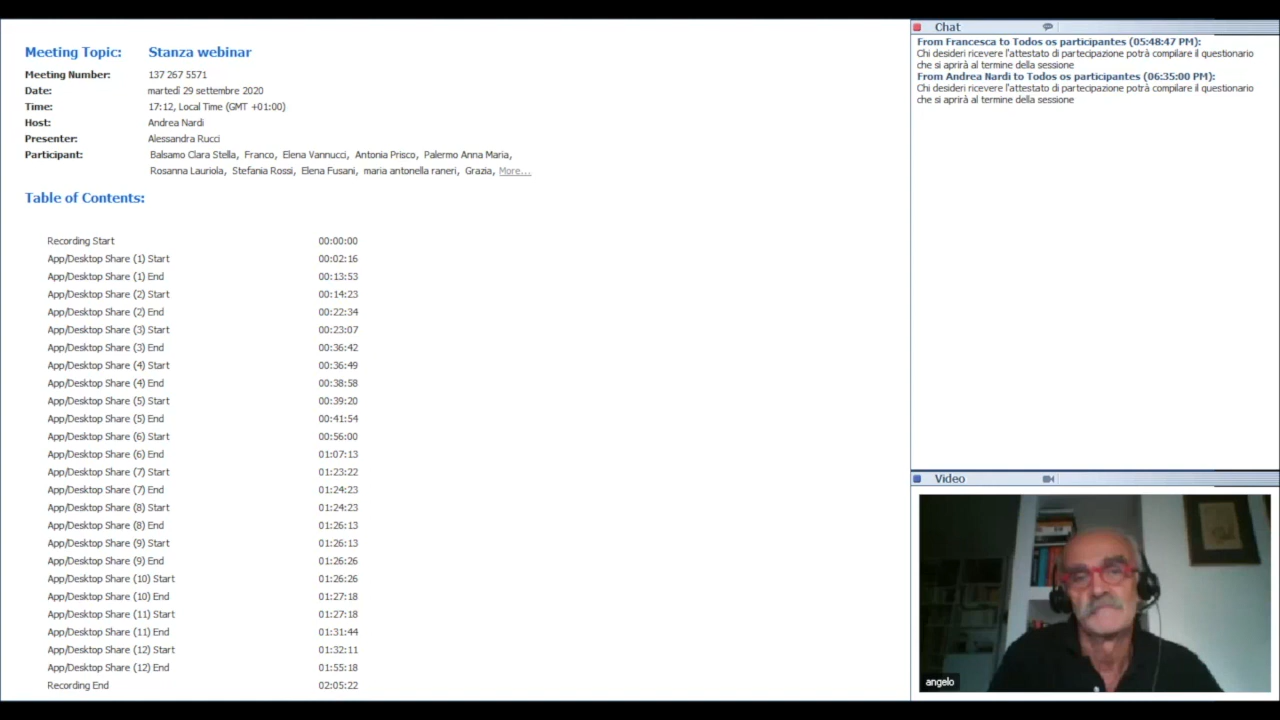 Meeting Topic: Stanza webinar
Meeting Number: 137 267 5571
Date: martedì 29 settembre 2020
Time: 17:12, Local Time (GMT +01:00)
Host: Andrea Nardi
Presenter: Alessandra Rucci
Participant: Balsamo Clara Stella, Franco, Elena Vannucci, Antonia Prisco, Palermo Anna Maria,
Rosanna Lauriola, Stefania Rossi, Elena Fusani, maria antonella raneri, Grazia, More...
Table of Contents:
Recording Start 00:00:00
App/Desktop Share (1) Start 00:02:16
App/Desktop Share (1) End 00:13:53
App/Desktop Share (2) Start 00:14:23
App/Desktop Share (2) End 00:22:34
App/Desktop Share (3) Start 00:23:07
App/Desktop Share (3) End 00:36:42
App/Desktop Share (4) Start 00:36:49
App/Desktop Share (4) End 00:38:58
App/Desktop Share (5) Start 00:39:20
App/Desktop Share (5) End 00:41:54
App/Desktop Share (6) Start 00:56:00
App/Desktop Share (6) End 01:07:13
App/Desktop Share (7) Start 01:23:22
App/Desktop Share (7) End 01:24:23
App/Desktop Share (8) Start 01:24:23
App/Desktop Share (8) End 01:26:13
App/Desktop Share (9) Start 01:26:13
App/Desktop Share (9) End 01:26:26
App/Desktop Share (10) Start 01:26:26
App/Desktop Share (10) End 01:27:18
App/Desktop Share (11) Start 01:27:18
App/Desktop Share (11) End 01:31:44
App/Desktop Share (12) Start 01:32:11
App/Desktop Share (12) End 01:55:18
Recording End 02:05:22
Chat
From Francesca to Todos os participantes (05:48:47 PM):
Chi desideri ricevere l'attestato di partecipazione potrà compilare il questionario
che si aprirà al termine della sessione
From Andrea Nardi to Todos os participantes (06:35:00 PM):
Chi desideri ricevere l'attestato di partecipazione potrà compilare il questionario
che si aprirà al termine della sessione
Video
angelo